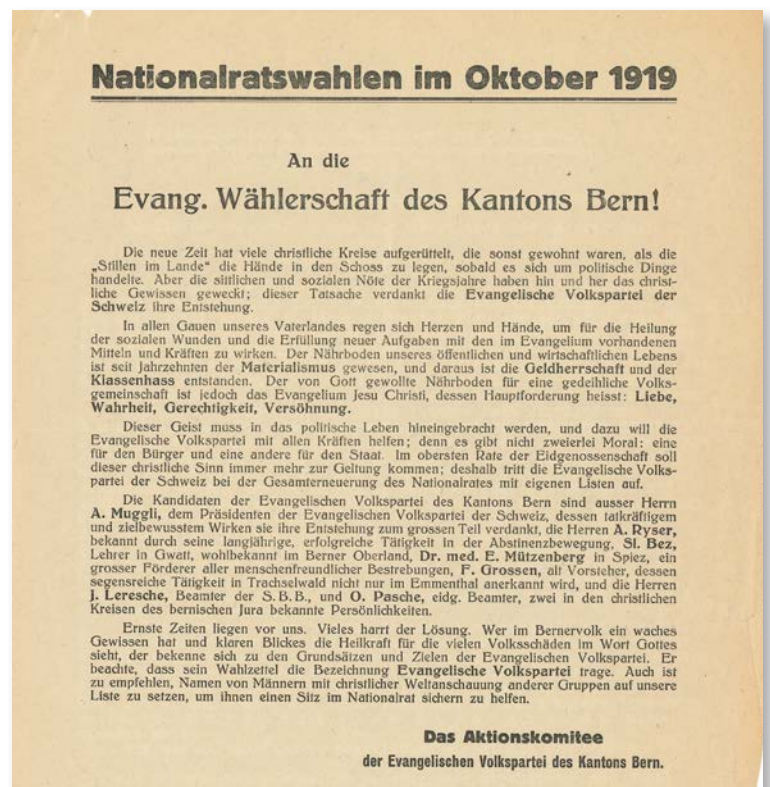 Nationalratswahlen im Oktober 1919
An die
Evang. Wählerschaft des Kantons Bern!
Die neue Zeit hat viele christliche Kreise aufgerüttelt, die sonst gewohnt waren, als die
„Stillen im Lande“ die Hände in den Schoss zu legen, sobald es sich um politische Dinge
handelte. Aber die sittlichen und sozialen Nöte der Kriegsjahre haben hin und her das christ-
liche Gewissen geweckt; dieser Tatsache verdankt die Evangelische Volkspartei der
Schweiz ihre Entstehung.
In allen Gauen unseres Vaterlandes regen sich Herzen und Hände, um für die Heilung
der sozialen Wunden und die Erfüllung neuer Aufgaben mit den im Evangelium vorhandenen
Mitteln und Kräften zu wirken. Der Nährboden unseres öffentlichen und wirtschaftlichen Lebens
ist seit Jahrzehnten der Materialismus gewesen, und daraus ist die Geldherrschaft und der
Klassenhass entstanden. Der von Gott gewollte Nährboden für eine gedeihliche Volks-
gemeinschaft ist jedoch das Evangelium Jesu Christi, dessen Hauptforderung heisst: Liebe,
Wahrheit, Gerechtigkeit, Versöhnung.
Dieser Geist muss in das politische Leben hineingebracht werden, und dazu will die
Evangelische Volkspartei mit allen Kräften helfen; denn es gibt nicht zweierlei Moral: eine
für den Bürger und eine andere für den Staat. Im obersten Rate der Eidgenossenschaft soll
dieser christliche Sinn immer mehr zur Geltung kommen; deshalb tritt die Evangelische Volks-
partei der Schweiz bei der Gesamterneuerung des Nationalrates mit eigenen Listen auf.
Die Kandidaten der Evangelischen Volkspartei des Kantons Bern sind ausser Herrn
A. Muggli, dem Präsidenten der Evangelischen Volkspartei der Schweiz, dessen tatkräftigem
und zielbewusstem Wirken sie ihre Entstehung zum grossen Teil verdankt, die Herren A. Ryser,
bekannt durch seine langjährige, erfolgreiche Tätigkeit in der Abstinenzbewegung, Sl. Bez,
Lehrer in Gwatt, wohlbekannt im Berner Oberland, Dr. med. E. Mützenberg in Spiez, ein
grosser Förderer aller menschenfreundlicher Bestrebungen, F. Grossen, alt Vorsteher, dessen
segensreiche Tätigkeit in Trachselwald nicht nur im Emmenthal anerkannt wird, und die Herren
J. Leresche, Beamter der S. B. B., und O. Pasche, eidg. Beamter, zwei in den christlichen
Kreisen des bernischen Jura bekannte Persönlichkeiten.
Ernste Zeiten liegen vor uns. Vieles harrt der Lösung. Wer im Bernervolk ein waches
Gewissen hat und klaren Blickes die Heilkraft für die vielen Volksschäden im Wort Gottes
sieht, der bekenne sich zu den Grundsätzen und Zielen der Evangelischen Volkspartei. Er
beachte, dass sein Wahlzettel die Bezeichnung Evangelische Volkspartei trage. Auch ist
zu empfehlen, Namen von Männern mit christlicher Weltanschauung anderer Gruppen auf unsere
Liste zu setzen, um ihnen einen Sitz im Nationalrat sichern zu helfen.
Das Aktionskomitee
der Evangelischen Volkspartei des Kantons Bern.